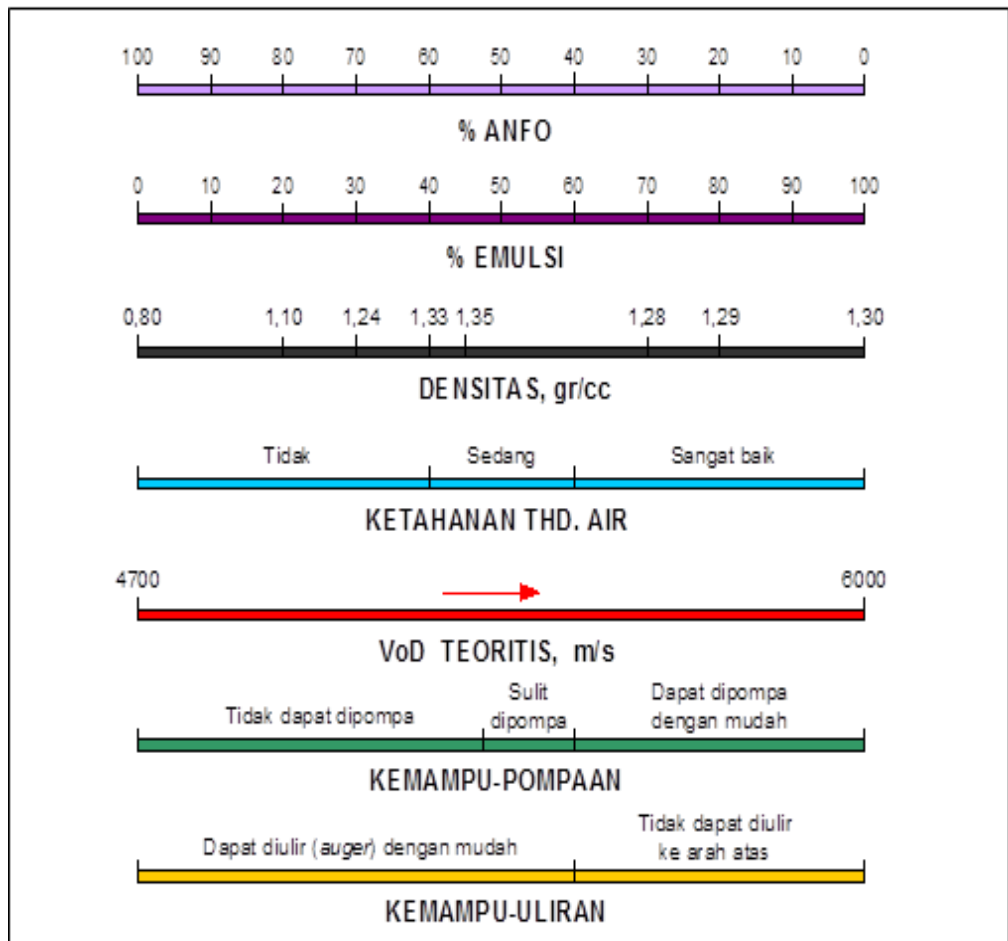 100 90 80 70 60 50 40 30 20 10 0
% ANFO
0 10 20 30 40 50 60 70 80 90 100
% EMULSI
0,80 1,10 1,24 1,33 1,35 1,28 1,29 1,30
DENSITAS, gr/cc
Tidak Sedang Sangat baik
KETAHANAN THD. AIR
4700 6000
VoD TEORITIS, m/s
Tidak dapat dipompa
Sulit
dipompa
Dapat dipompa
dengan mudah
KEMAMPU-POMPAAN
Dapat diulir (auger) dengan mudah
Tidak dapat diulir
ke arah atas
KEMAMPU-ULIRAN